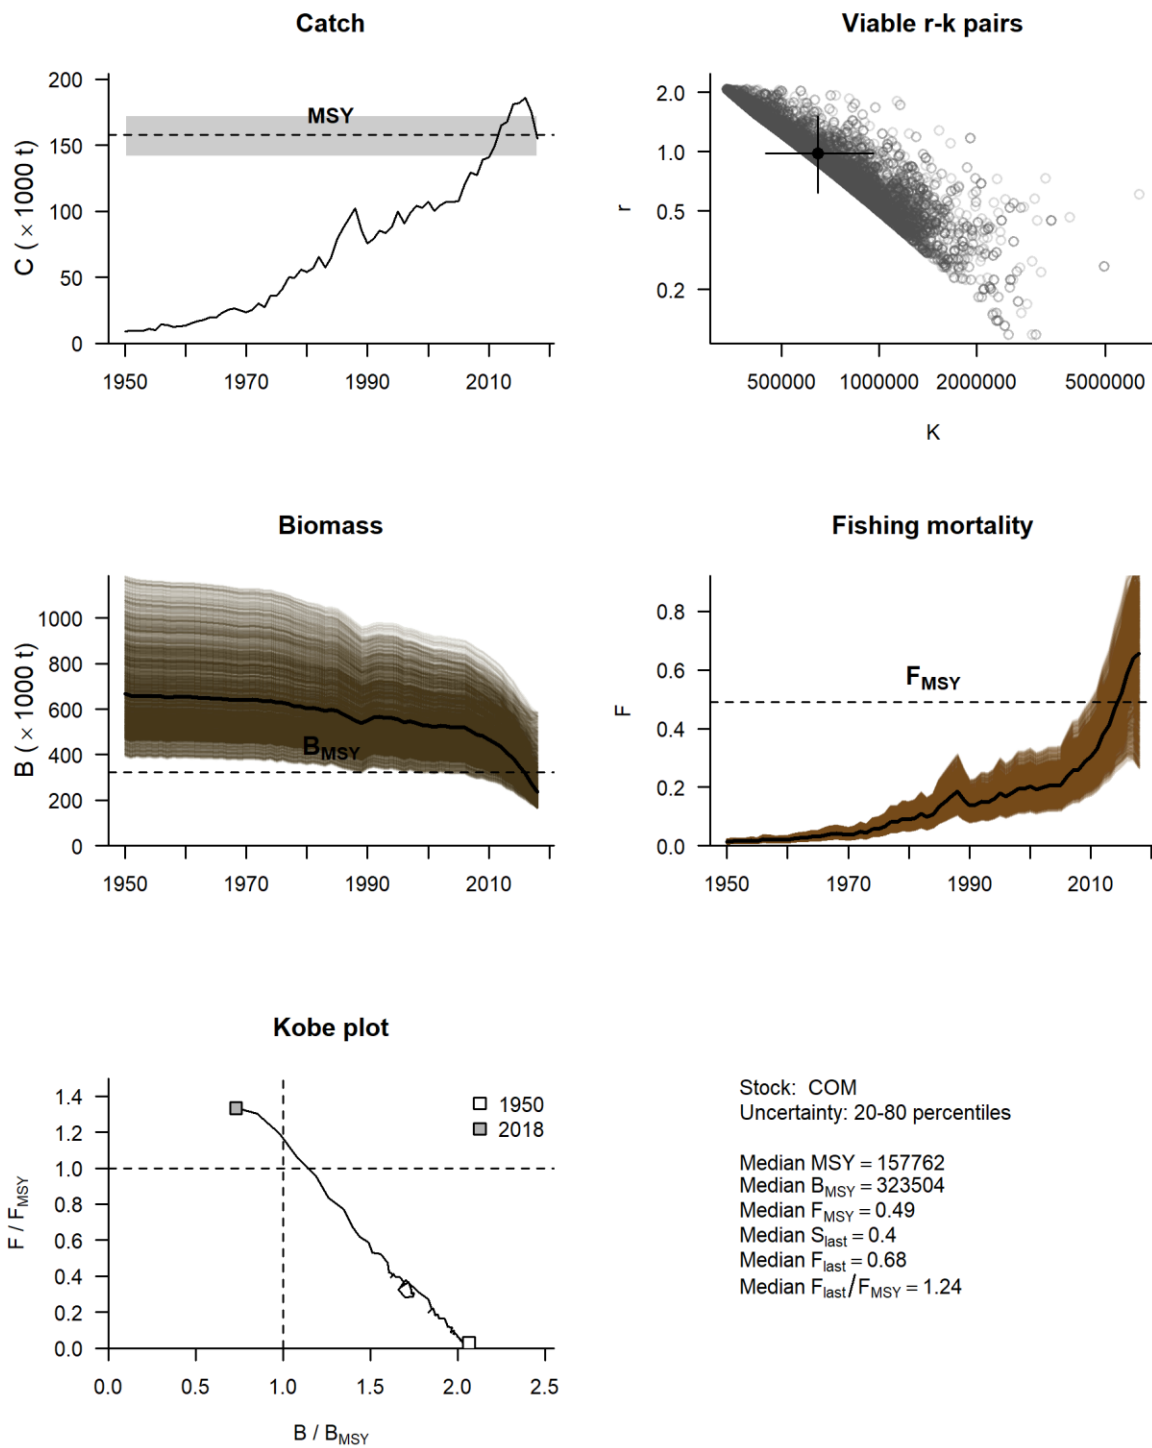 Catch
C ( × 1000 t)
200
150
100
50
0
MSY
1950 1970 1990 2010
Viable r-k pairs
r
2.0
1.0
0.5
0.2
500000 1000000 2000000 5000000
K
Biomass
B ( × 1000 t)
1000
800
600
400
200
0
BMSY
1950 1970 1990 2010
Fishing mortality
F
0.8
0.6
0.4
0.2
0.0
FMSY
1950 1970 1990 2010
Kobe plot
F / FMSY
1.4
1.2
1.0
0.8
0.6
0.4
0.2
0.0
1950
2018
0.0 0.5 1.0 1.5 2.0 2.5
B / BMSY
Stock: COM
Uncertainty: 20-80 percentiles
Median MSY = 157762
Median BMSY = 323504
Median FMSY = 0.49
Median Slast = 0.4
Median Flast = 0.68
Median Flast/FMSY = 1.24